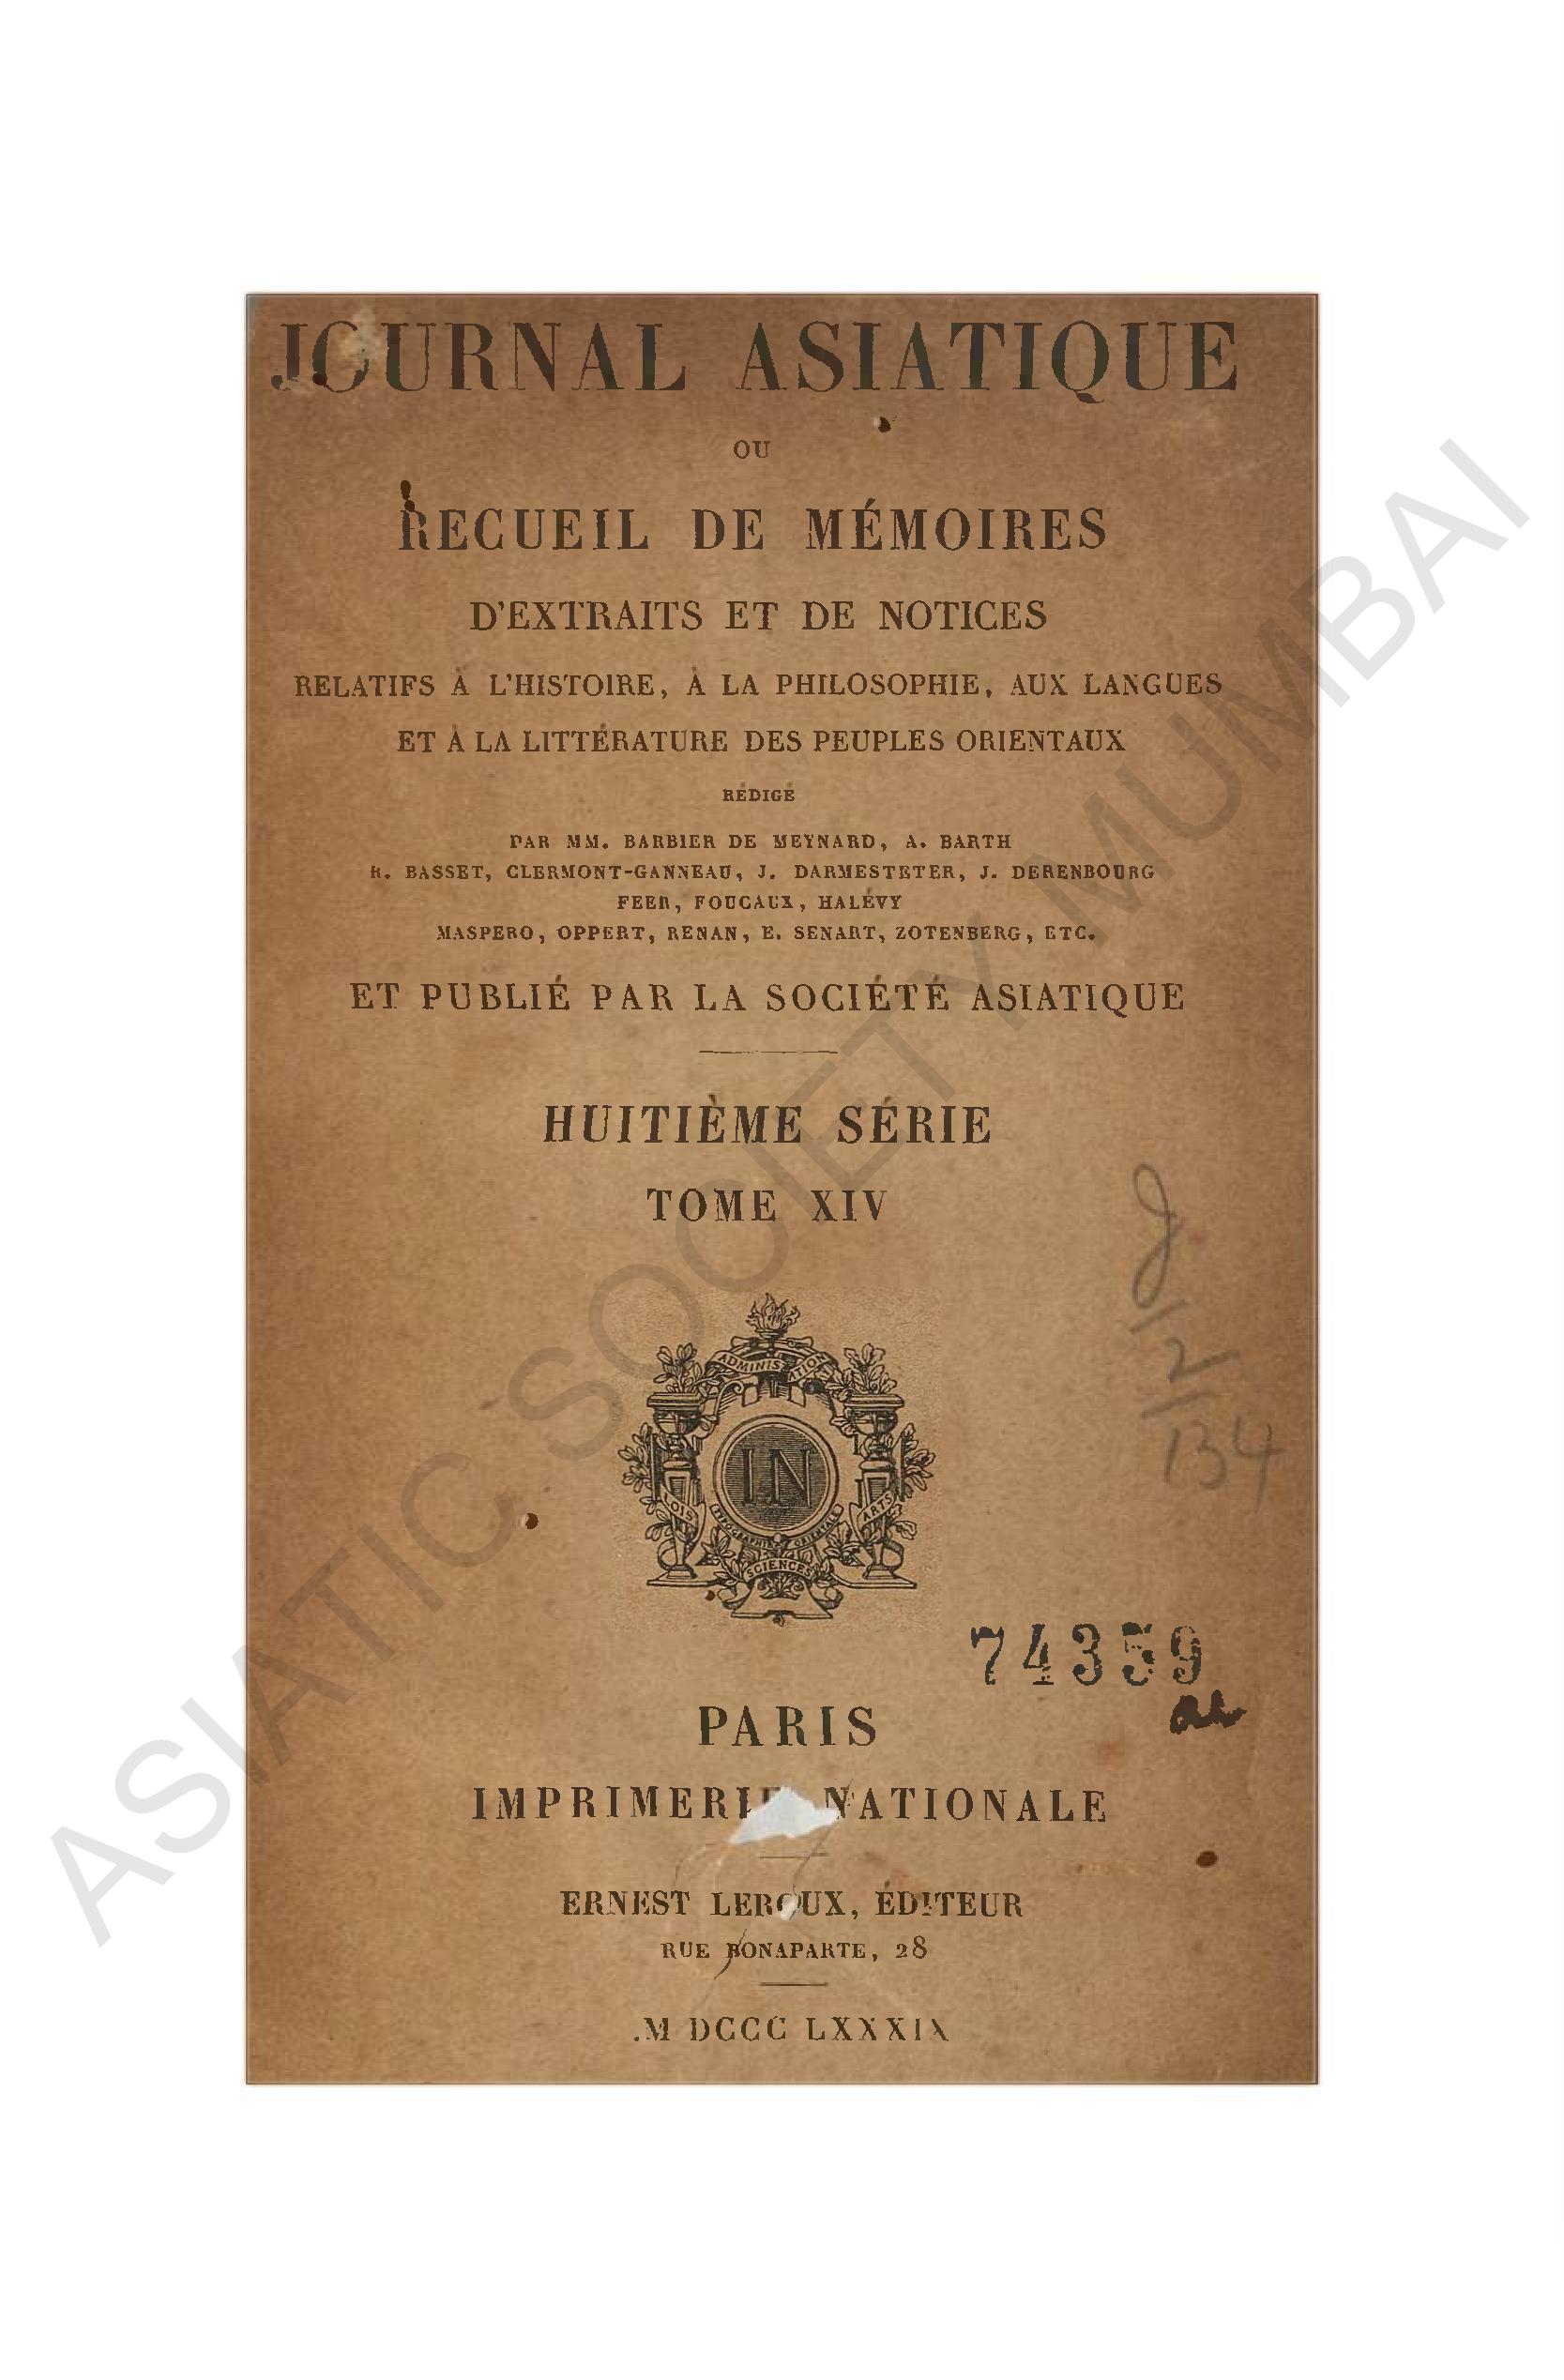 JOURNAL ASIATIQUE
OU
RECUEIL DE MÉMOIRES
D'EXTRAITS ET DE NOTICES
RELATIFS À L'HISTOIRE, À LA PHILOSOPHIE, AUX LANGUES
ET À LA LITTÉRATURE DES PEUPLES ORIENTAUX
RÉDIGÉ
PAR MM. BARBIER DE MEYNARD, A. BARTH
R. BASSET, CLERMONT-GANNEAU, J. DARMESTETER, J. DERENBOURG
FEER, FOUCAUX, HALÉVY
MASPERO, OPPERT, RENAN, E. SENART, ZOTENBERG, ETC.
ET PUBLIÉ PAR LA SOCIÉTÉ ASIATIQUE
HUITIÈME SÉRIE
TOME XIV
ADMINISTRATION
IN
LOIS
ARTS
TYPOGRAPHIE ORIENTALE
SCIENCES
134
74359
PARIS
IMPRIMERIE NATIONALE
ERNEST LEROUX, ÉDITEUR
RUE BONAPARTE, 28
M DCCC LXXXIX
ASIATIC SOCIETY MUMBAI